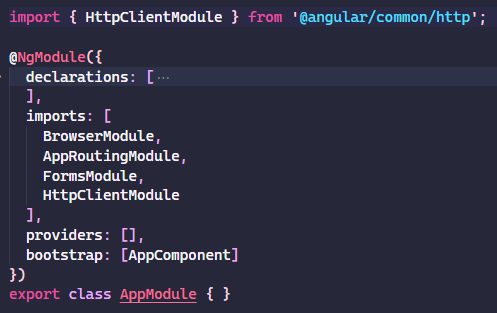 import { HttpClientModule } from '@angular/common/http';
@NgModule({
declarations: [ ···
],
imports: [
BrowserModule,
AppRoutingModule,
FormsModule,
HttpClientModule
],
providers: [],
bootstrap: [AppComponent]
})
export class AppModule { }